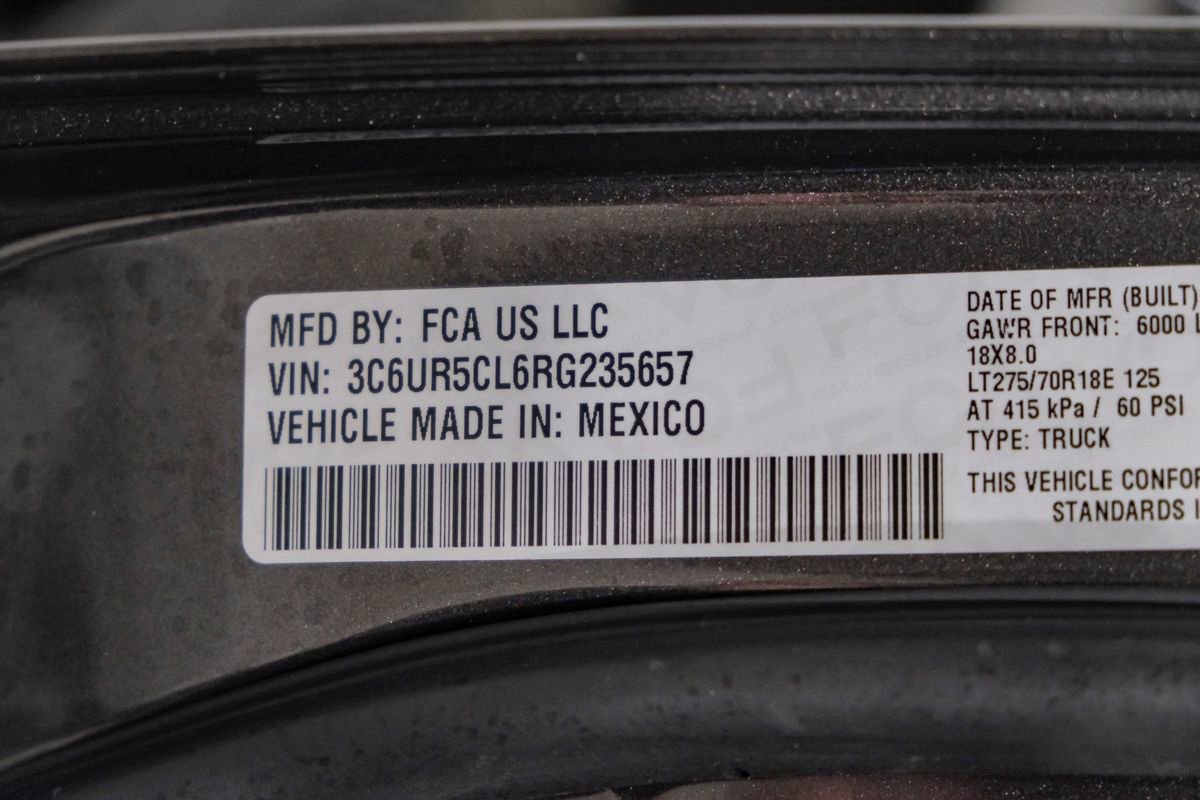 MFD BY: FCA US LLC
VIN: 3C6UR5CL6RG235657
VEHICLE MADE IN: MEXICO
DATE OF MFR (BUILT)
GAWR FRONT: 6000
18X8.0
LT275/70R18E 125
AT 415 kPa / 60 PSI
TYPE: TRUCK
THIS VEHICLE
STANDARDS